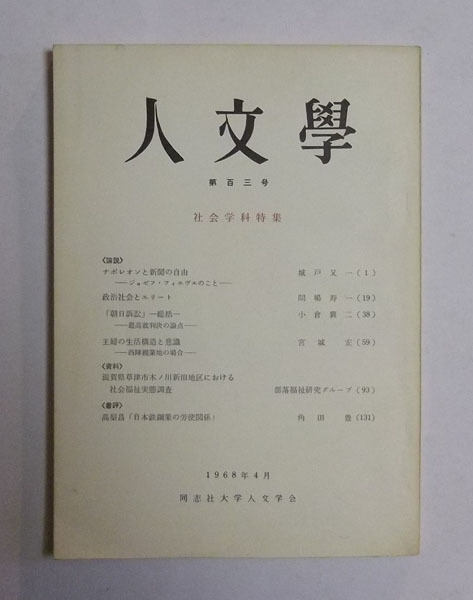 人文學
第百三号
社会学科特集
〈論説〉
ナポレオンと新聞の自由 城戸又一(1)
――ジョゼフ・フィエヴェのこと――
政治社会とエリート 間場寿一(19)
「朝日訴訟」―総括― 小倉襄二(38)
――最高裁判決の論点――
主婦の生活構造と意識 宮城宏(59)
――西陣機業地の場合――
〈資料〉
滋賀県草津市木ノ川新田地区における
社会福祉実態調査 部落福祉研究グループ(93)
〈書評〉
高梨昌「日本鉄鋼業の労使関係」 角田豊(131)
1968年4月
同志社大学人文学会